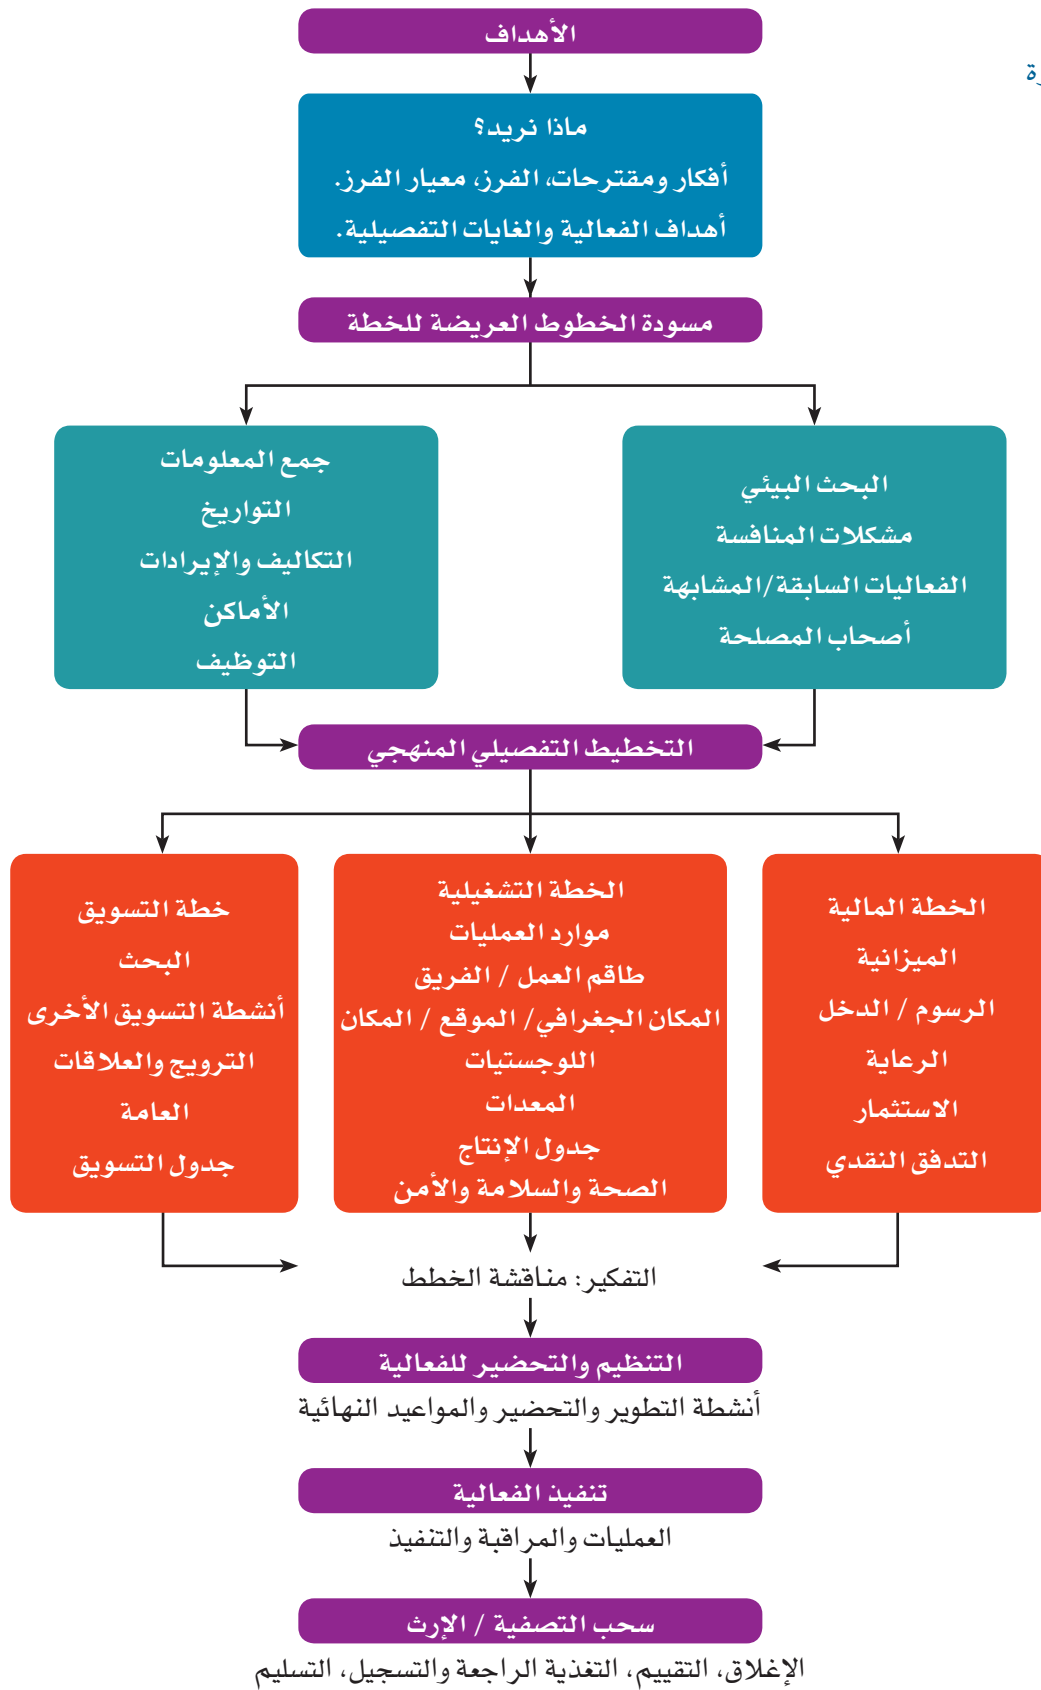 الأهداف
ماذا نريد؟
أفكار ومقترحات، الفرز، معيار الفرز.
أهداف الفعالية والغايات التفصيلية.
مسودة الخطوط العريضة للخطة
البحث البيئي
مشكلات المنافسة
الفعاليات السابقة/المشابهة
أصحاب المصلحة
جمع المعلومات
التواريخ
التكاليف والإيرادات
الأماكن
التوظيف
التخطيط التفصيلي المنهجي
الخطة المالية
الميزانية
الرسوم / الدخل
الرعاية
الاستثمار
التدفق النقدي
الخطة التشغيلية
موارد العمليات
طاقم العمل / الفريق
المكان الجغرافي/ الموقع / المكان
اللوجستيات
المعدات
جدول الإنتاج
الصحة والسلامة والأمن
خطة التسويق
البحث
أنشطة التسويق الأخرى
الترويج والعلاقات
العامة
جدول التسويق
التفكير: مناقشة الخطط
التنظيم والتحضير للفعالية
أنشطة التطوير والتحضير والمواعيد النهائية
تنفيذ الفعالية
العمليات والمراقبة والتنفيذ
سحب التصفية / الإرث
الإغلاق، التقييم، التغذية الراجعة والتسجيل، التسليم